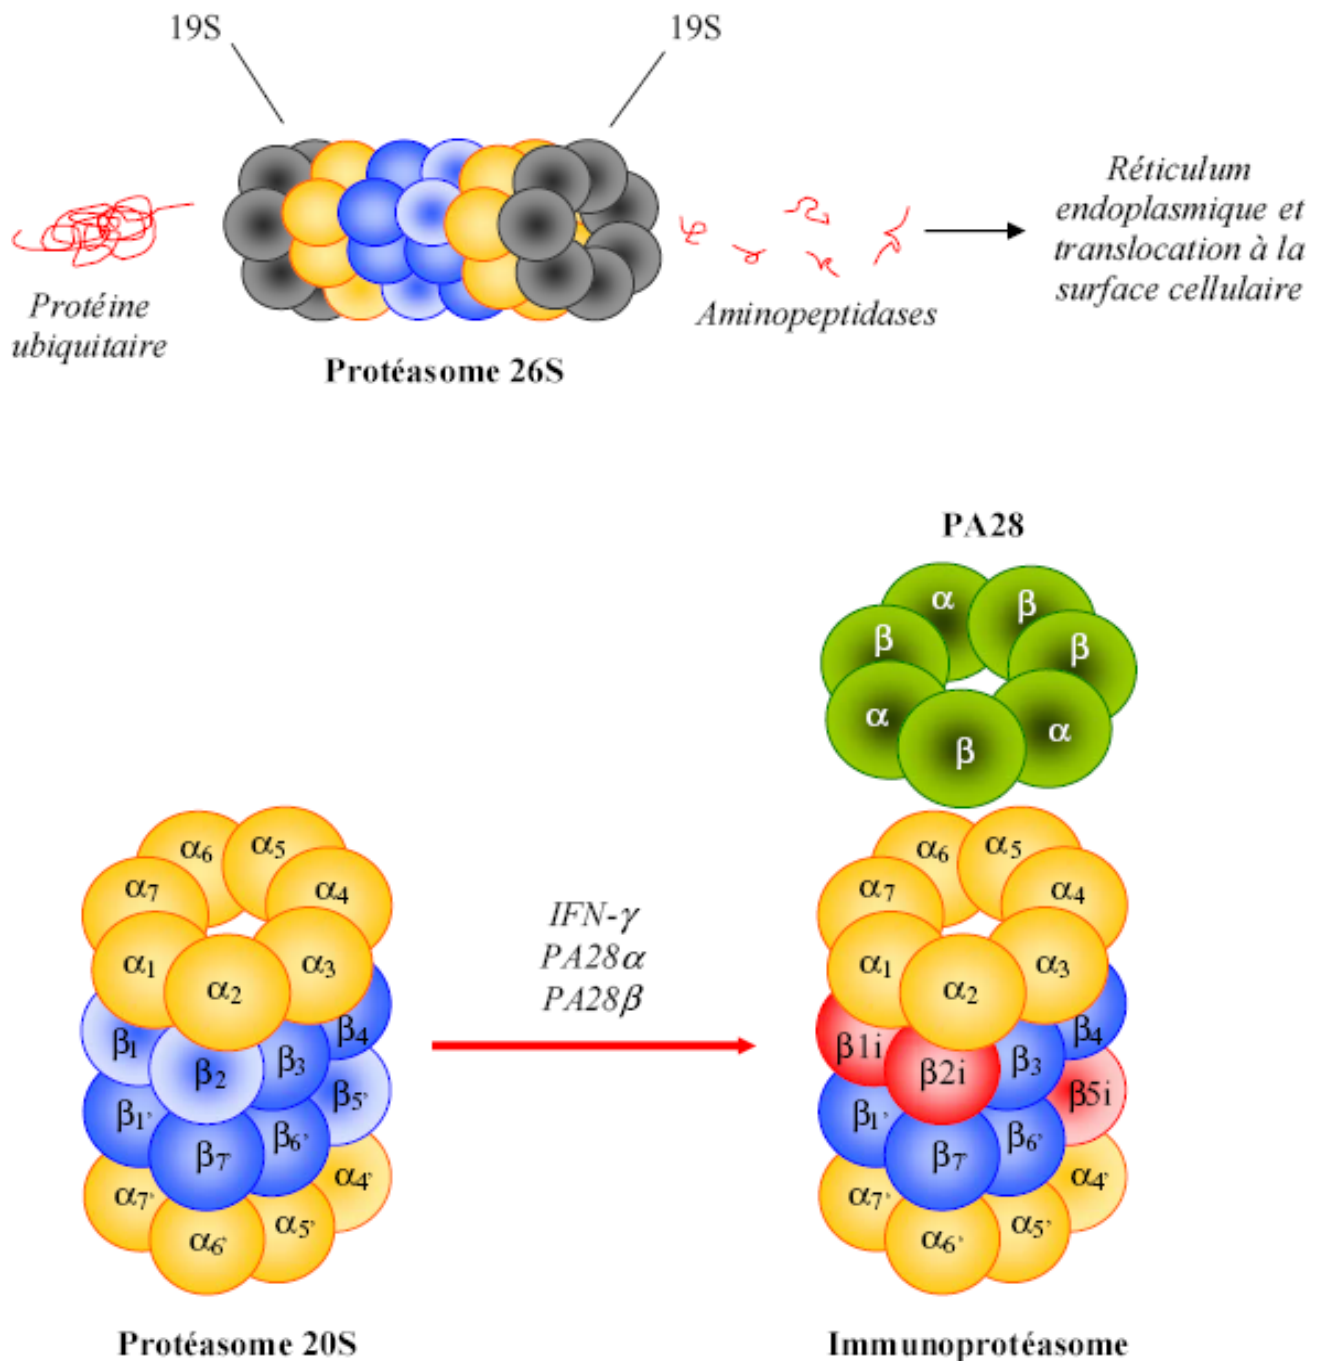 19S
19S
Protéine
ubiquitaire
Protéasome 26S
Aminopeptidases
Réticulum
endoplasmique et
translocation à la
surface cellulaire
PA28
α
β
β
β
α
α
β
α6
α5
α7
α4
α1
α3
α2
β1
β4
β2
β3
β5'
β1'
β6'
β7'
α7'
α4'
α6'
α5'
Protéasome 20S
IFN-γ
PA28α
PA28β
α6
α5
α7
α4
α1
α3
α2
β1i
β4
β2i
β3
β5i
β1'
β6'
β7'
α7'
α4'
α6'
α5'
Immunoprotéasome